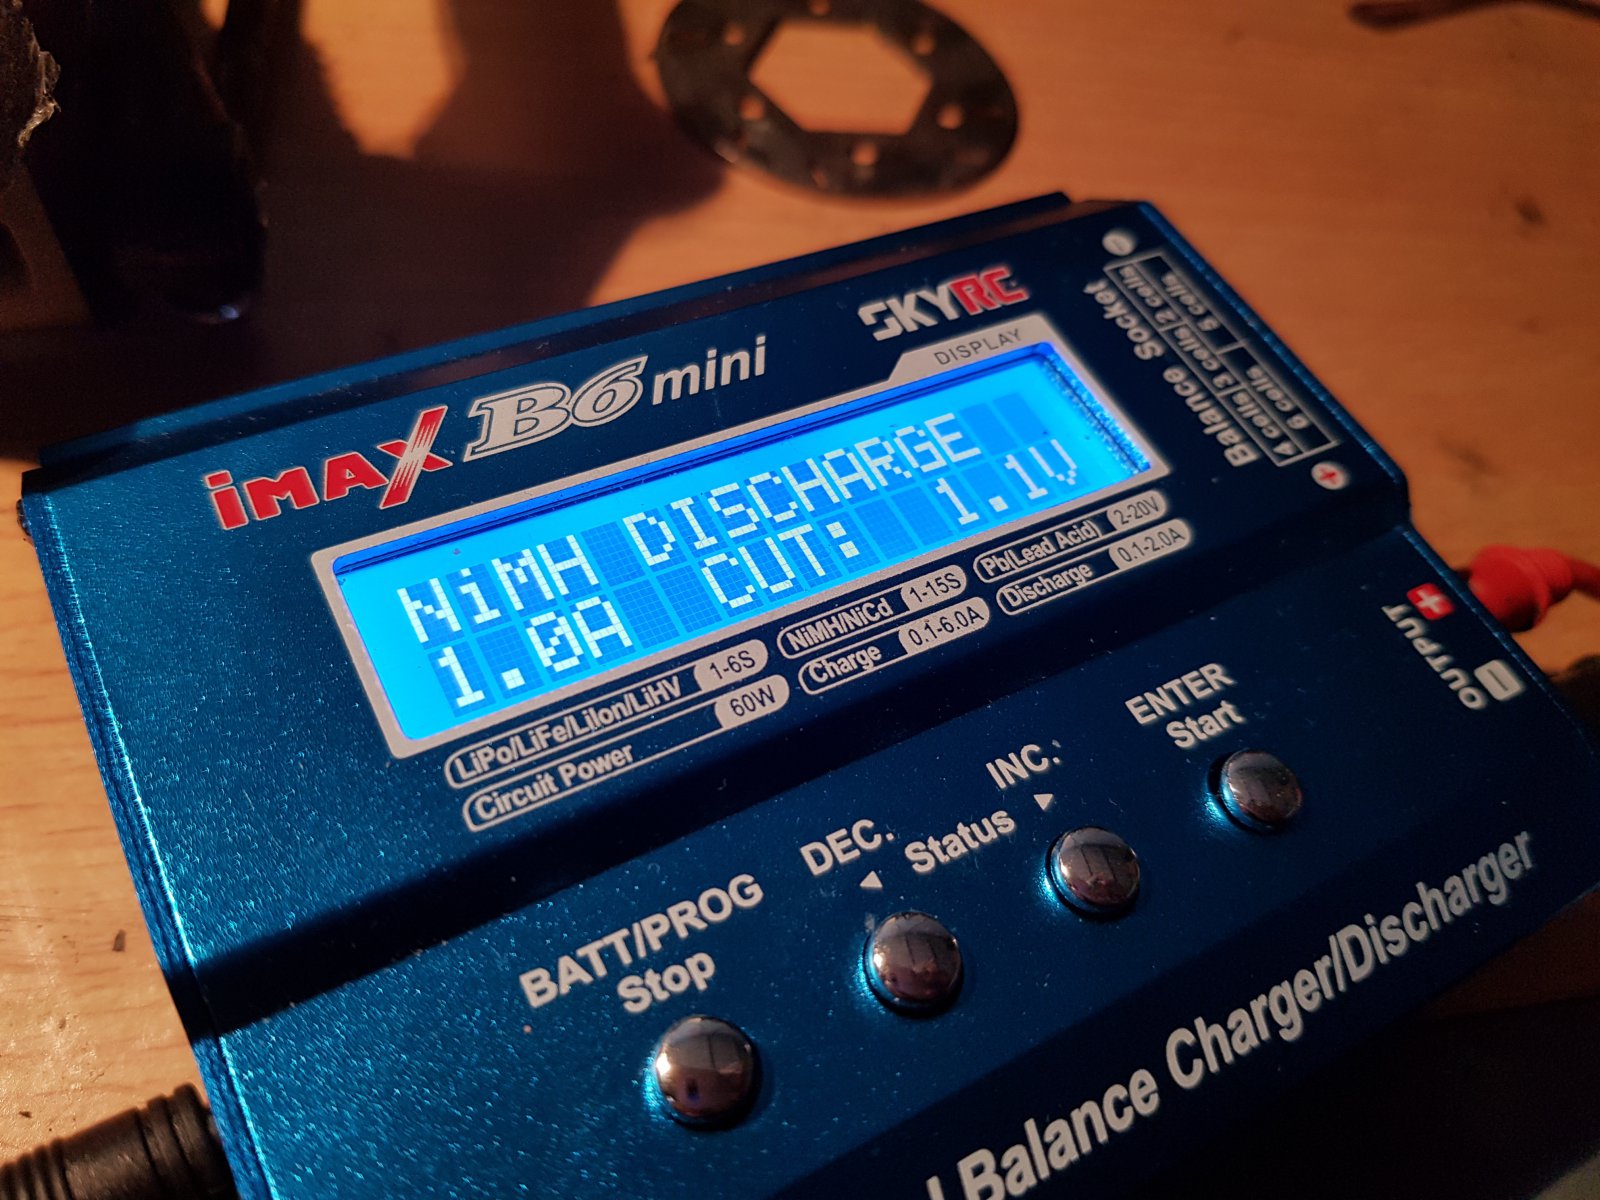 SKYRC
iMAX B6 mini
DISPLAY
NiMH DISCHARGE
1.0A CUT: 1.1V
LiPo/LiFe/LiIon/LiHV 1-6S
NiMH/NiCd 1-15S
Pb(Lead Acid) 2-20V
Circuit Power 60W
Charge 0.1-6.0A
Discharge 0.1-2.0A
Balance Socket
4 cells 3 cells 2 cells
6 cells 5 cells
OUTPUT
BATT/PROG
Stop
DEC.
Status
INC.
ENTER
Start
Balance Charger/Discharger